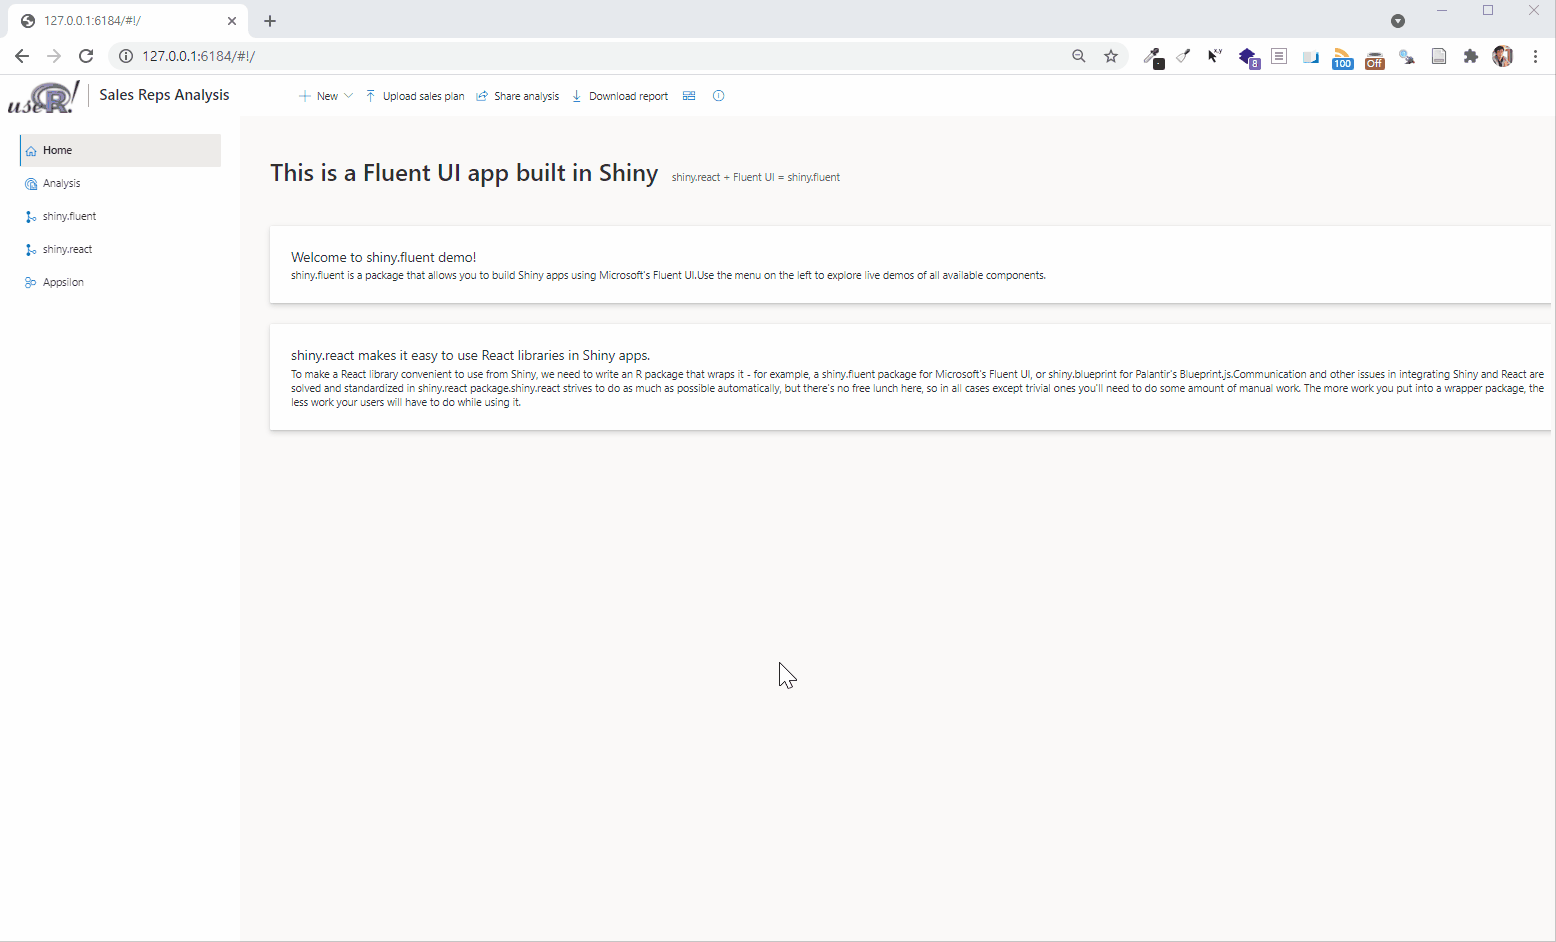 127.0.0.1:6184/#!/
127.0.0.1:6184/#!/
x,y
8
100
Off
useR!
Sales Reps Analysis
New
Upload sales plan
Share analysis
Download report
Home
Analysis
shiny.fluent
shiny.react
Appsilon
This is a Fluent UI app built in Shiny
shiny.react + Fluent UI = shiny.fluent
Welcome to shiny.fluent demo!
shiny.fluent is a package that allows you to build Shiny apps using Microsoft's Fluent UI.Use the menu on the left to explore live demos of all available components.
shiny.react makes it easy to use React libraries in Shiny apps.
To make a React library convenient to use from Shiny, we need to write an R package that wraps it - for example, a shiny.fluent package for Microsoft's Fluent UI, or shiny.blueprint for Palantir's Blueprint.js.Communication and other issues in integrating Shiny and React are
solved and standardized in shiny.react package.shiny.react strives to do as much as possible automatically, but there's no free lunch here, so in all cases except trivial ones you'll need to do some amount of manual work. The more work you put into a wrapper package, the
less work your users will have to do while using it.